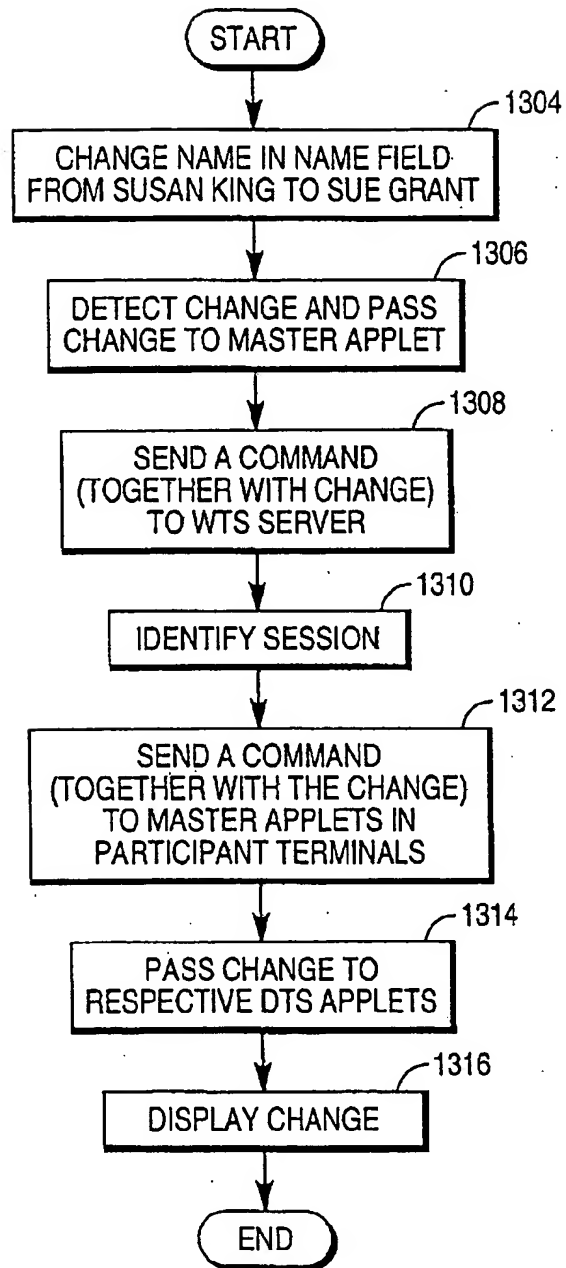 START
1304
CHANGE NAME IN NAME FIELD
FROM SUSAN KING TO SUE GRANT
1306
DETECT CHANGE AND PASS
CHANGE TO MASTER APPLET
1308
SEND A COMMAND
(TOGETHER WITH CHANGE)
TO WTS SERVER
1310
IDENTIFY SESSION
1312
SEND A COMMAND
(TOGETHER WITH THE CHANGE)
TO MASTER APPLETS IN
PARTICIPANT TERMINALS
1314
PASS CHANGE TO
RESPECTIVE DTS APPLETS
1316
DISPLAY CHANGE
END